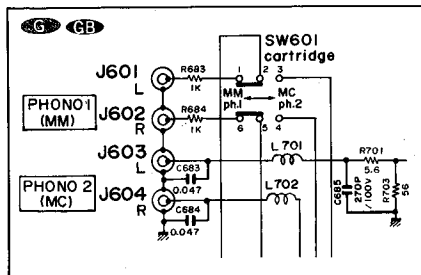 G GB
SW601
cartridge
J601
L
R683
1K
1 2 3
PHONO 1
(MM)
J602
R
R684
1K
MM
ph.1
MC
ph.2
6 5 4
J603
L
C683
0.047
L701
R701
5.6
PHONO 2
(MC)
J604
R
C684
0.047
L702
C685
270P
/100V
R703
56